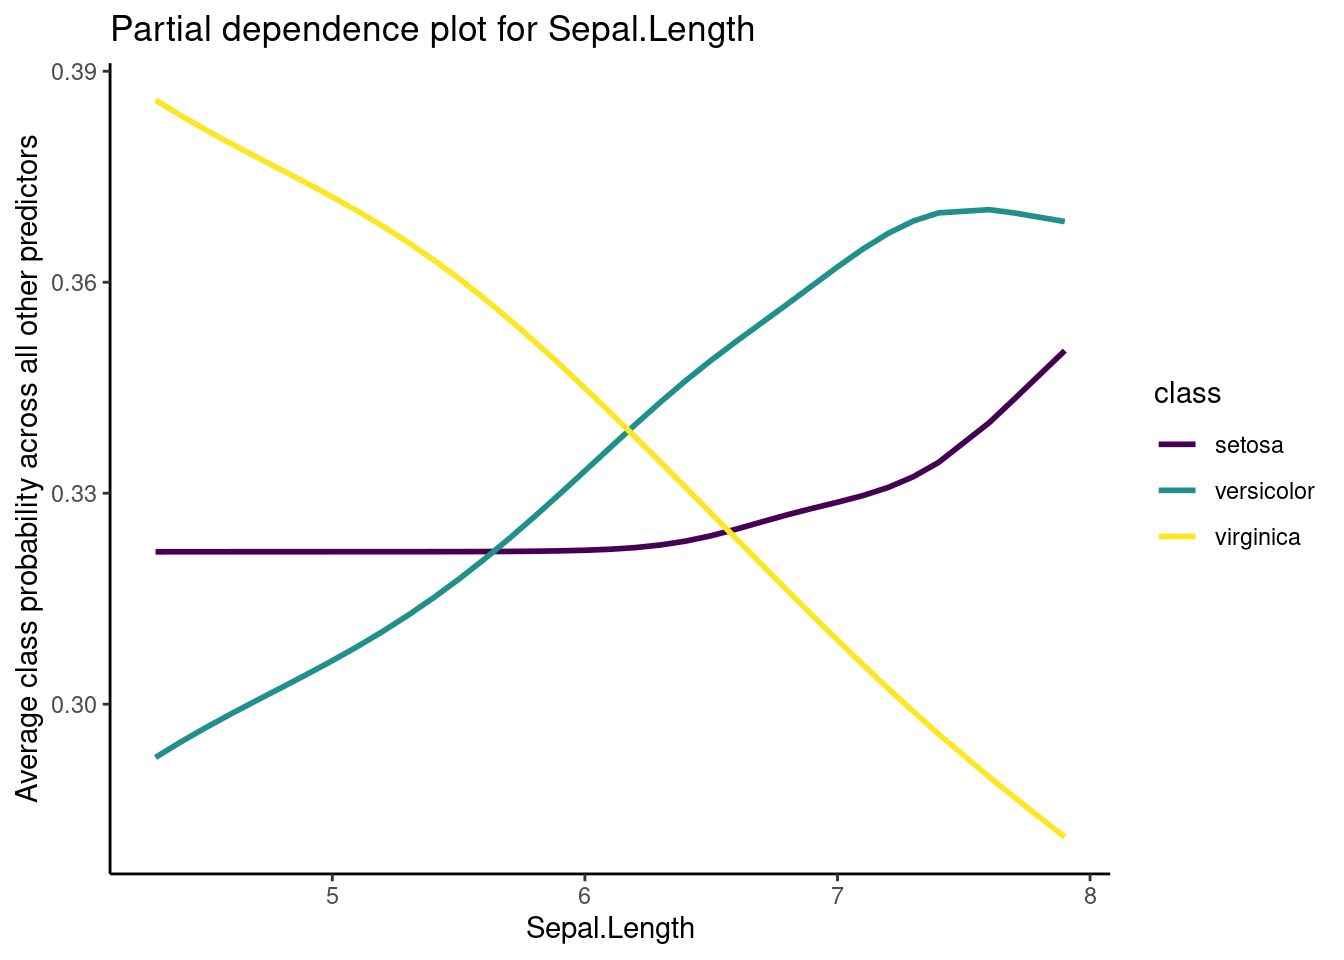 Partial dependence plot for Sepal.Length
Average class probability across all other predictors
0.39
0.36
0.33
0.30
5
6
7
8
Sepal.Length
class
setosa
versicolor
virginica